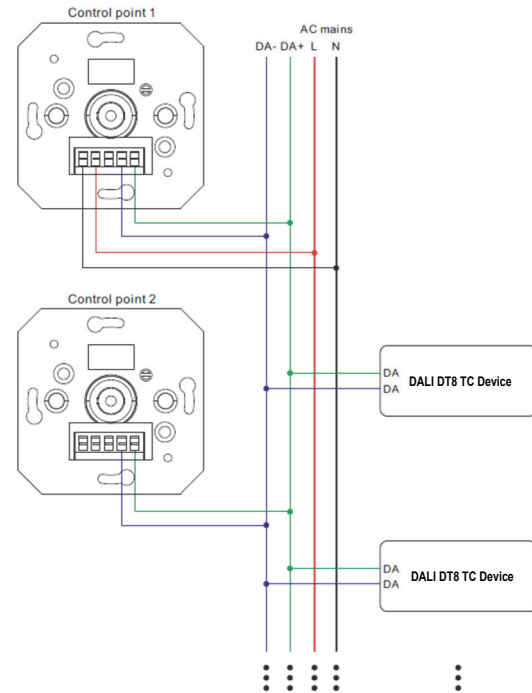 Control point 1
AC mains
DA- DA+ L N
Control point 2
DA
DA
DALI DT8 TC Device
DA
DA
DALI DT8 TC Device